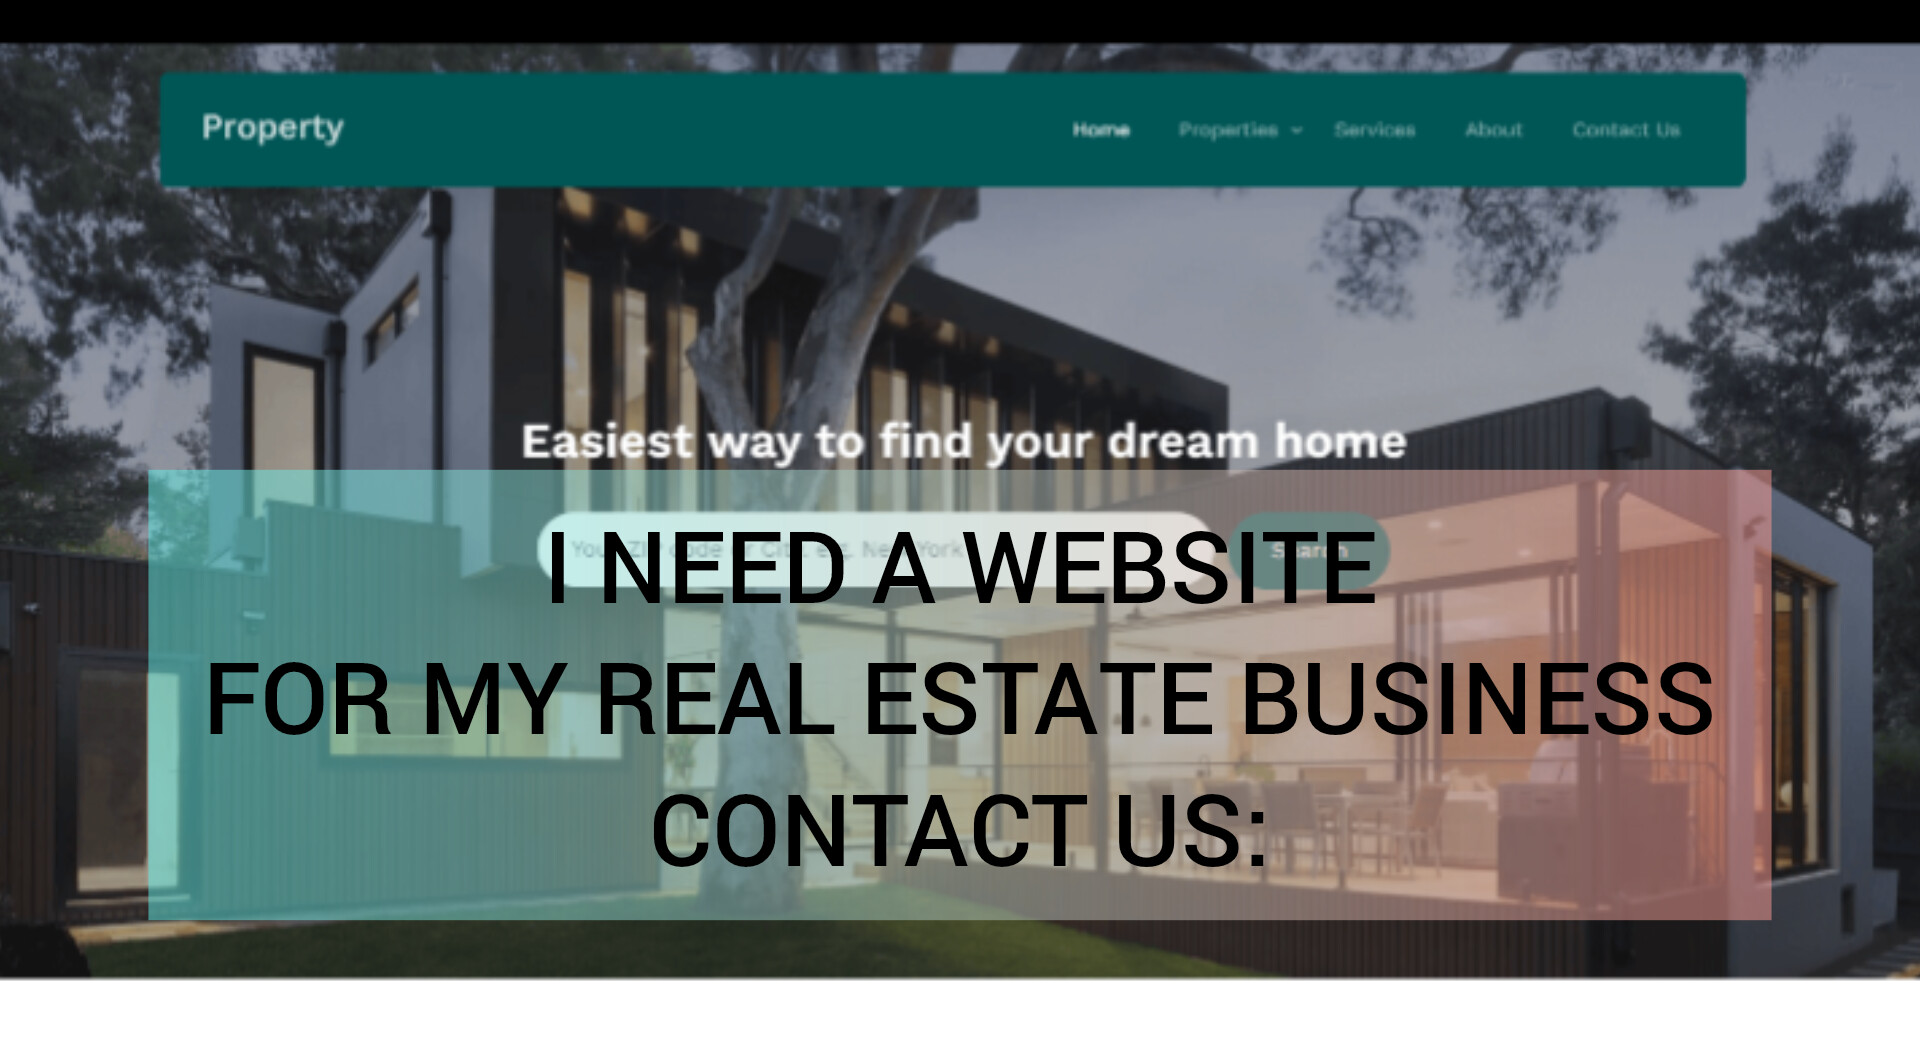 Property
Home Properties Services About Contact Us
Easiest way to find your dream home
Your ZIP code or City. e.g. New York
Search
I NEED A WEBSITE
FOR MY REAL ESTATE BUSINESS
CONTACT US: